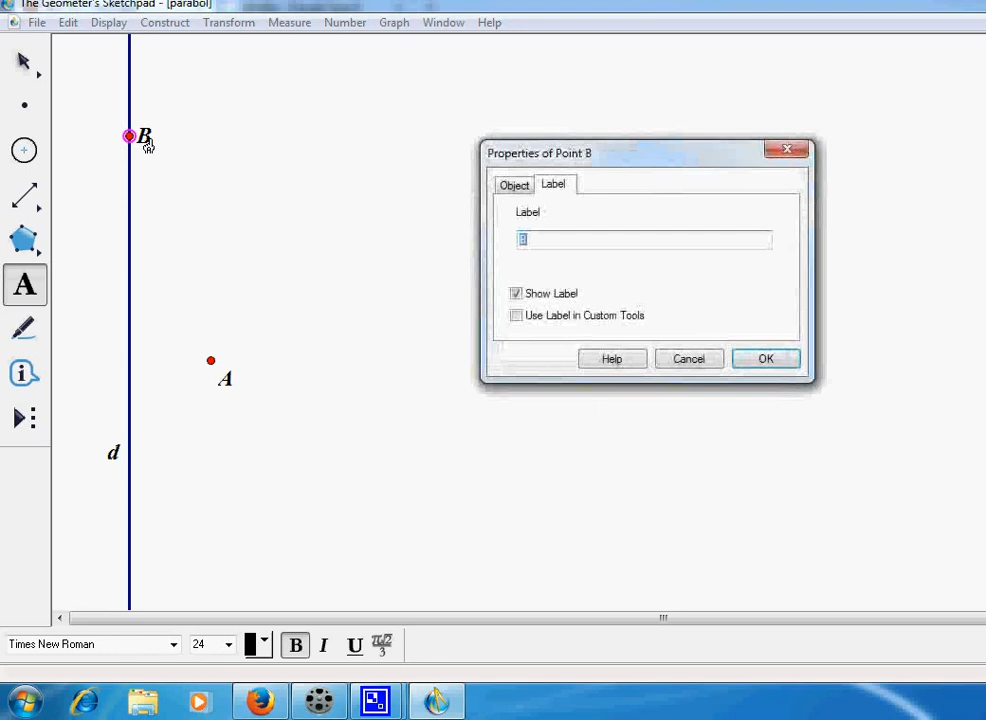 The Geometer's Sketchpad - [parabol]
File Edit Display Construct Transform Measure Number Graph Window Help
B
Properties of Point B
Object Label
Label
B
Show Label
Use Label in Custom Tools
Help Cancel OK
A
A
d
Times New Roman 24 B I U